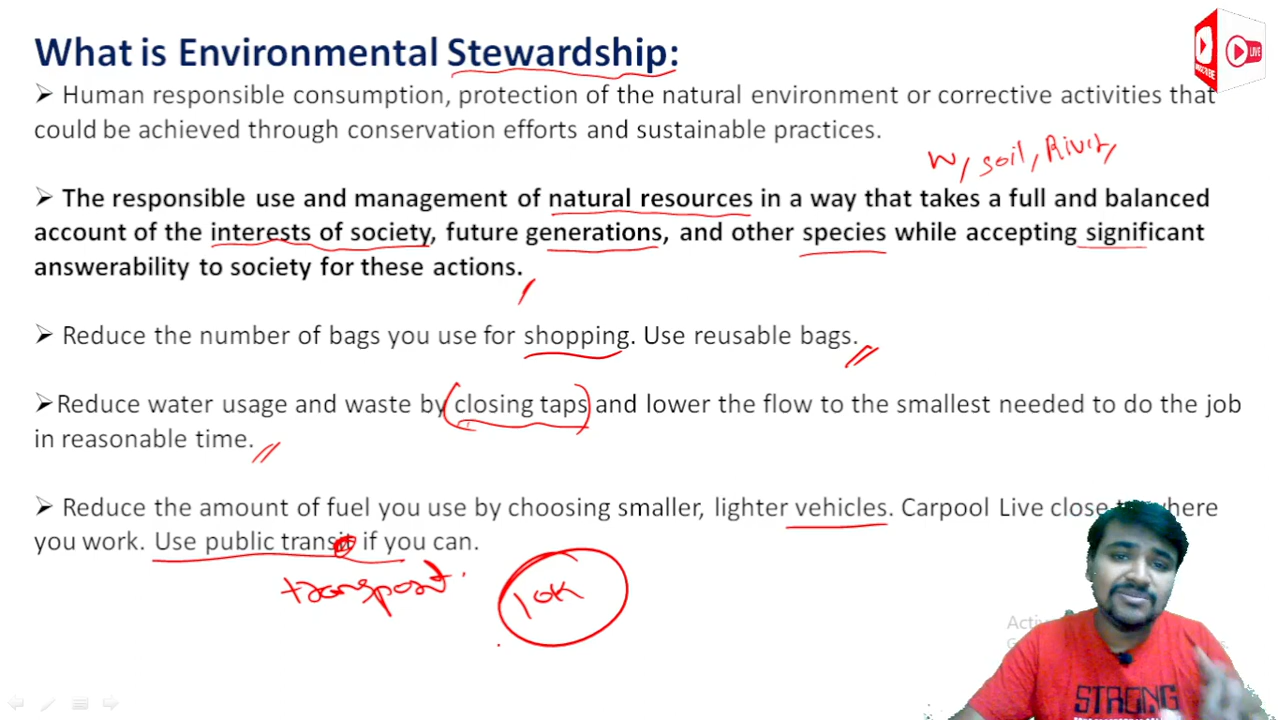 What is Environmental Stewardship:
➤ Human responsible consumption, protection of the natural environment or corrective activities that
could be achieved through conservation efforts and sustainable practices.
W, soil, River,
➤ The responsible use and management of natural resources in a way that takes a full and balanced
account of the interests of society, future generations, and other species while accepting significant
answerability to society for these actions.
➤ Reduce the number of bags you use for shopping. Use reusable bags.
➤Reduce water usage and waste by closing taps and lower the flow to the smallest needed to do the job
in reasonable time.
➤ Reduce the amount of fuel you use by choosing smaller, lighter vehicles. Carpool Live close to where
you work. Use public transit if you can.
transport.
10K
STRONG
SUBSCRIBE
LIVE